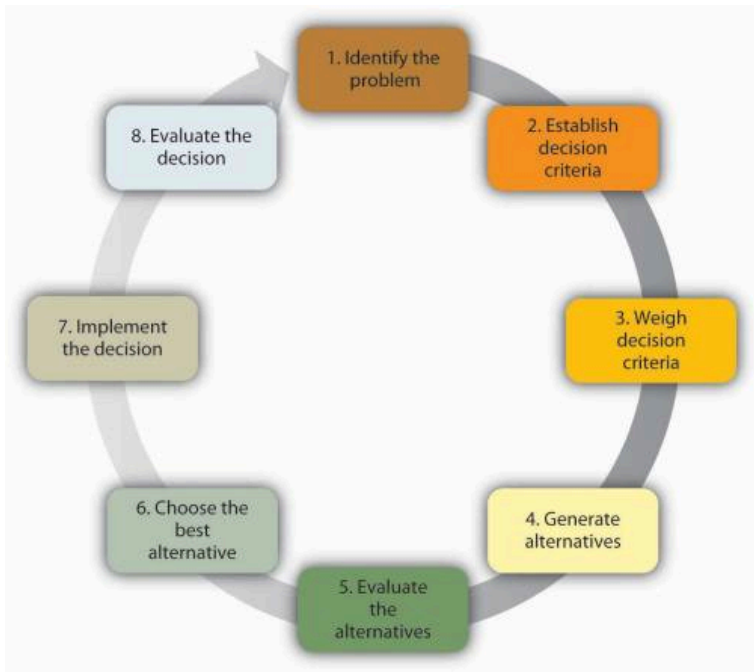 1. Identify the
problem
2. Establish
decision
criteria
3. Weigh
decision
criteria
4. Generate
alternatives
5. Evaluate
the
alternatives
6. Choose the
best
alternative
7. Implement
the decision
8. Evaluate the
decision